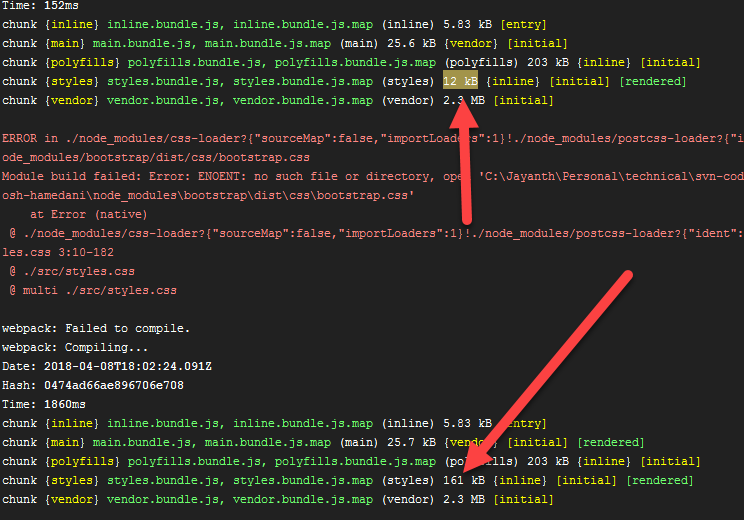 Time: 152ms
chunk {inline} inline.bundle.js, inline.bundle.js.map (inline) 5.83 kB [entry]
chunk {main} main.bundle.js, main.bundle.js.map (main) 25.6 kB {vendor} [initial]
chunk {polyfills} polyfills.bundle.js, polyfills.bundle.js.map (polyfills) 203 kB {inline} [initial]
chunk {styles} styles.bundle.js, styles.bundle.js.map (styles) 12 kB {inline} [initial] [rendered]
chunk {vendor} vendor.bundle.js, vendor.bundle.js.map (vendor) 2.3 MB [initial]
ERROR in ./node_modules/css-loader?{"sourceMap":false,"importLoaders":1}!./node_modules/postcss-loader?{"i
ode_modules/bootstrap/dist/css/bootstrap.css
Module build failed: Error: ENOENT: no such file or directory, ope 'C:\Jayanth\Personal\technical\svn-cod
osh-hamedani\node_modules\bootstrap\dist\css\bootstrap.css'
at Error (native)
@ ./node_modules/css-loader?{"sourceMap":false,"importLoaders":1}!./node_modules/postcss-loader?{"ident":
les.css 3:10-182
@ ./src/styles.css
@ multi ./src/styles.css
webpack: Failed to compile.
webpack: Compiling...
Date: 2018-04-08T18:02:24.091Z
Hash: 0474ad66ae896706e708
Time: 1860ms
chunk {inline} inline.bundle.js, inline.bundle.js.map (inline) 5.83 kB [entry]
chunk {main} main.bundle.js, main.bundle.js.map (main) 25.7 kB {vendor} [initial] [rendered]
chunk {polyfills} polyfills.bundle.js, polyfills.bundle.js.map (polyfills) 203 kB {inline} [initial]
chunk {styles} styles.bundle.js, styles.bundle.js.map (styles) 161 kB {inline} [initial] [rendered]
chunk {vendor} vendor.bundle.js, vendor.bundle.js.map (vendor) 2.3 MB [initial]